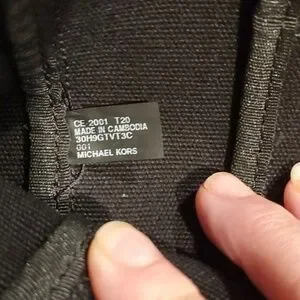 CE 2001 T20
MADE IN CAMBODIA
30H9GTVT3C
001
MICHAEL KORS